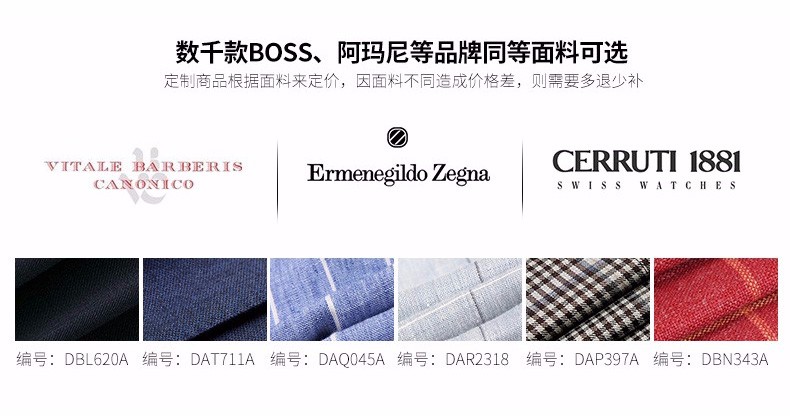 数千款BOSS、阿玛尼等品牌同等面料可选
定制商品根据面料来定价，因面料不同造成价格差，则需要多退少补
VITALE BARBERIS
CANONICO
Ermenegildo Zegna
CERRUTI 1881
SWISS WATCHES
编号：DBL620A
编号：DAT711A
编号：DAQ045A
编号：DAR2318
编号：DAP397A
编号：DBN343A